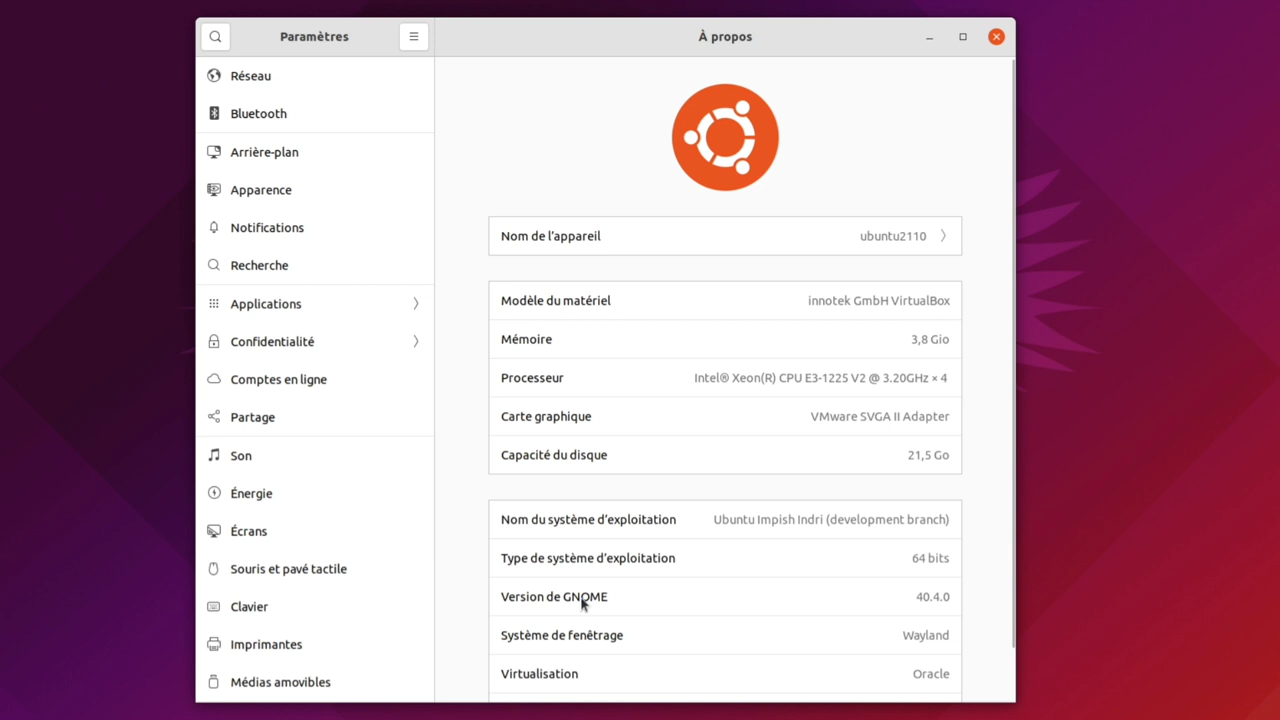 Paramètres
À propos
Réseau
Bluetooth
Arrière-plan
Apparence
Notifications
Recherche
Applications
Confidentialité
Comptes en ligne
Partage
Son
Énergie
Écrans
Souris et pavé tactile
Clavier
Imprimantes
Médias amovibles
Nom de l'appareil ubuntu2110
Modèle du matériel innotek GmbH VirtualBox
Mémoire 3,8 Gio
Processeur Intel® Xeon(R) CPU E3-1225 V2 @ 3.20GHz × 4
Carte graphique VMware SVGA II Adapter
Capacité du disque 21,5 Go
Nom du système d'exploitation Ubuntu Impish Indri (development branch)
Type de système d'exploitation 64 bits
Version de GNOME 40.4.0
Système de fenêtrage Wayland
Virtualisation Oracle